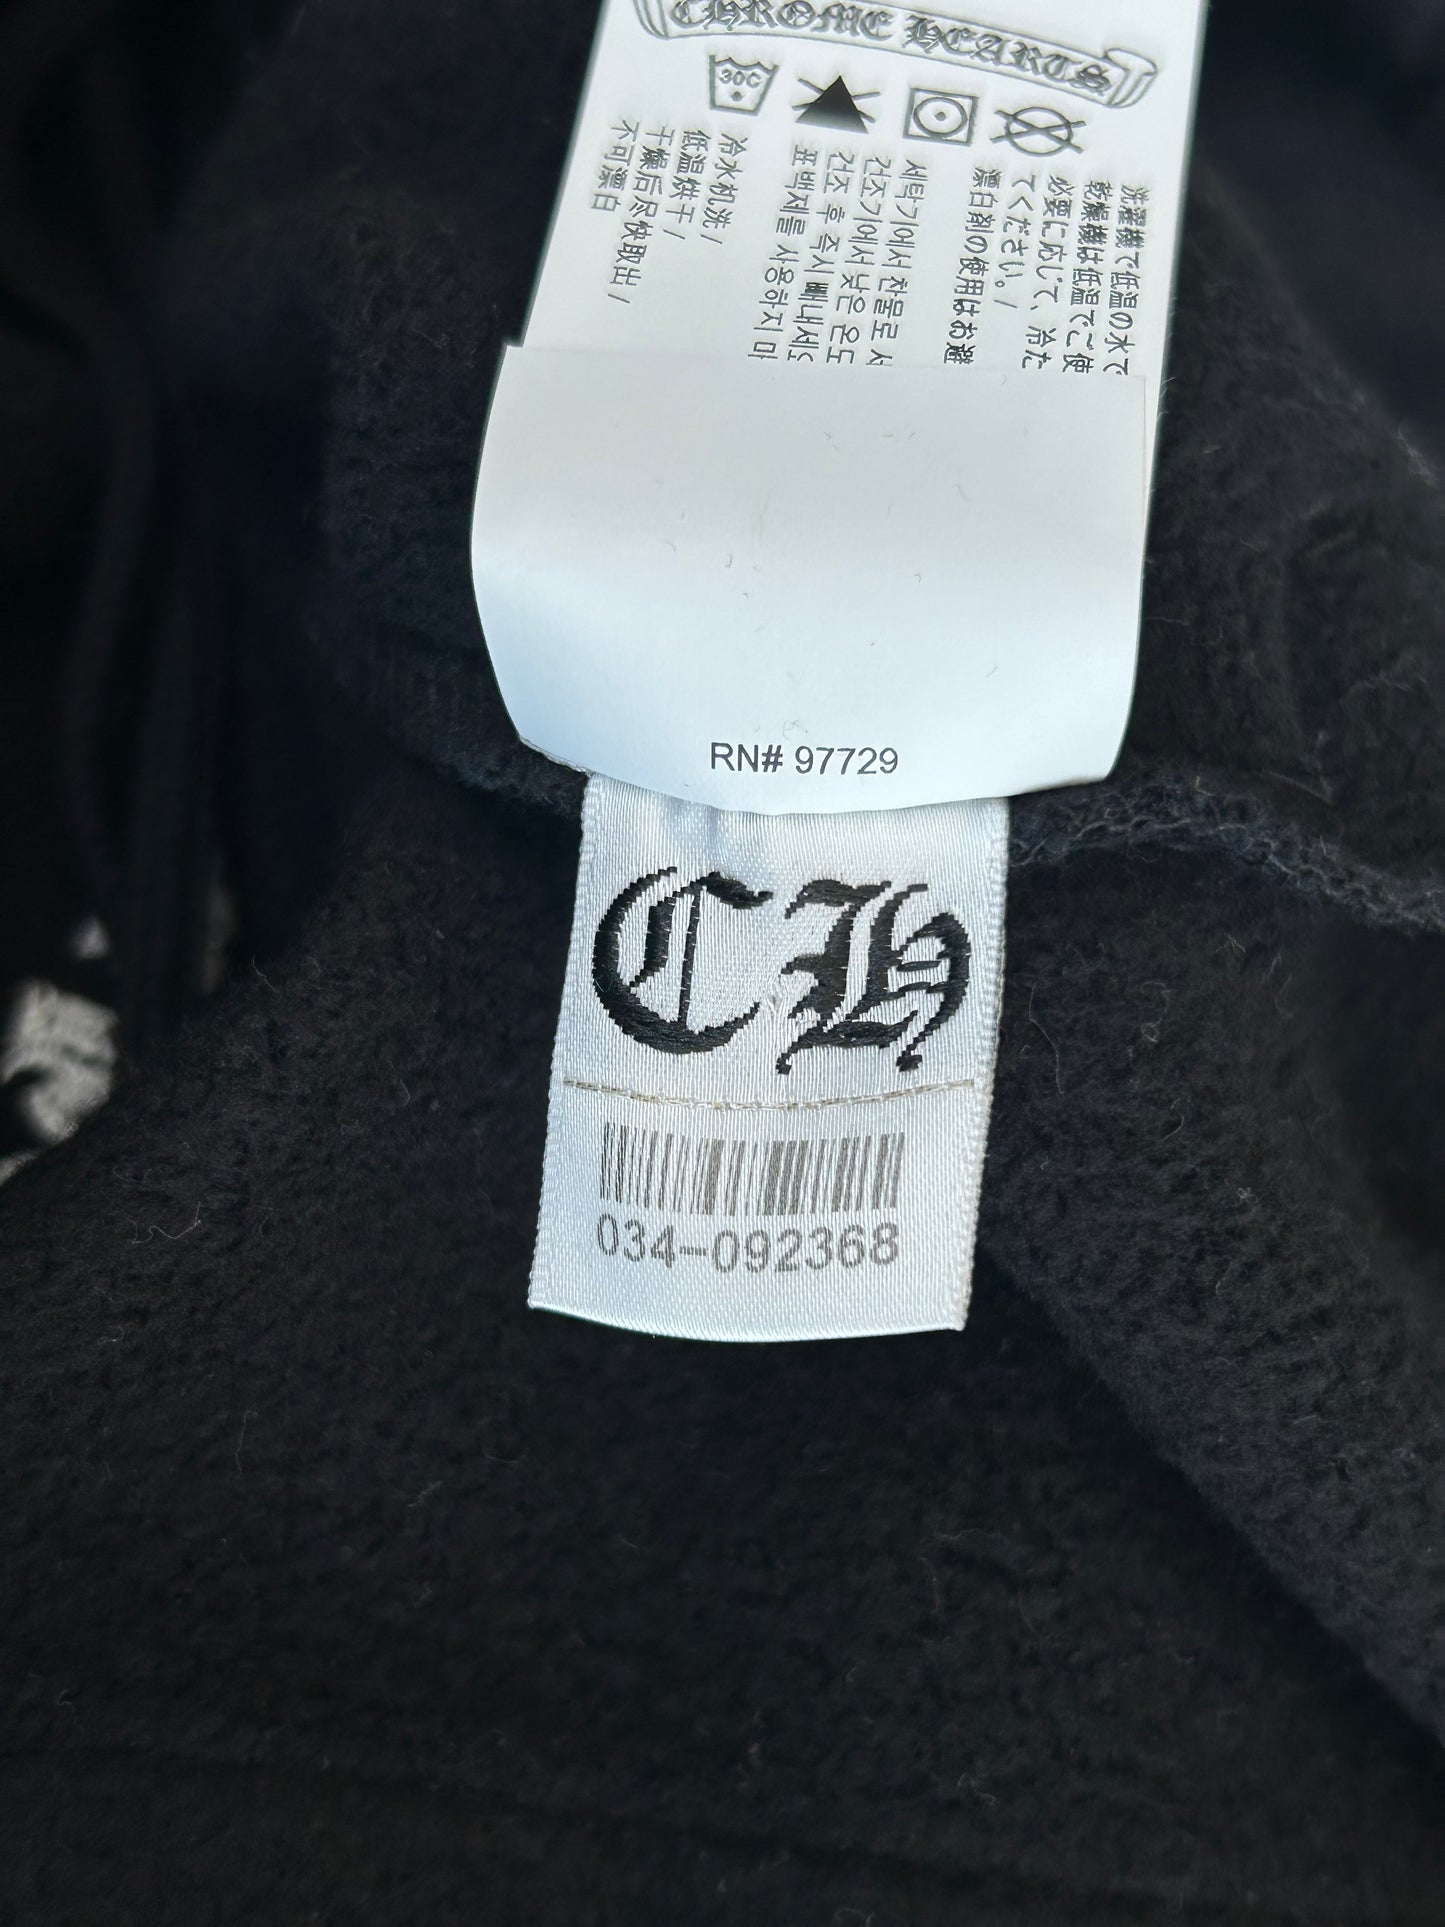 CHROME HEARTS
30C
洗濯機で低温の水で
乾燥機は低温でご使
必要に応じて、冷た
てください。/
漂白剤の使用はお避
세탁기에서 찬물로 사
건조기에서 낮은 온도
건조 후 즉시 빼내세요
표백제를 사용하지 마
冷水机洗/
低温烘干/
干燥后尽快取出/
不可漂白
RN# 97729
CH
034-092368